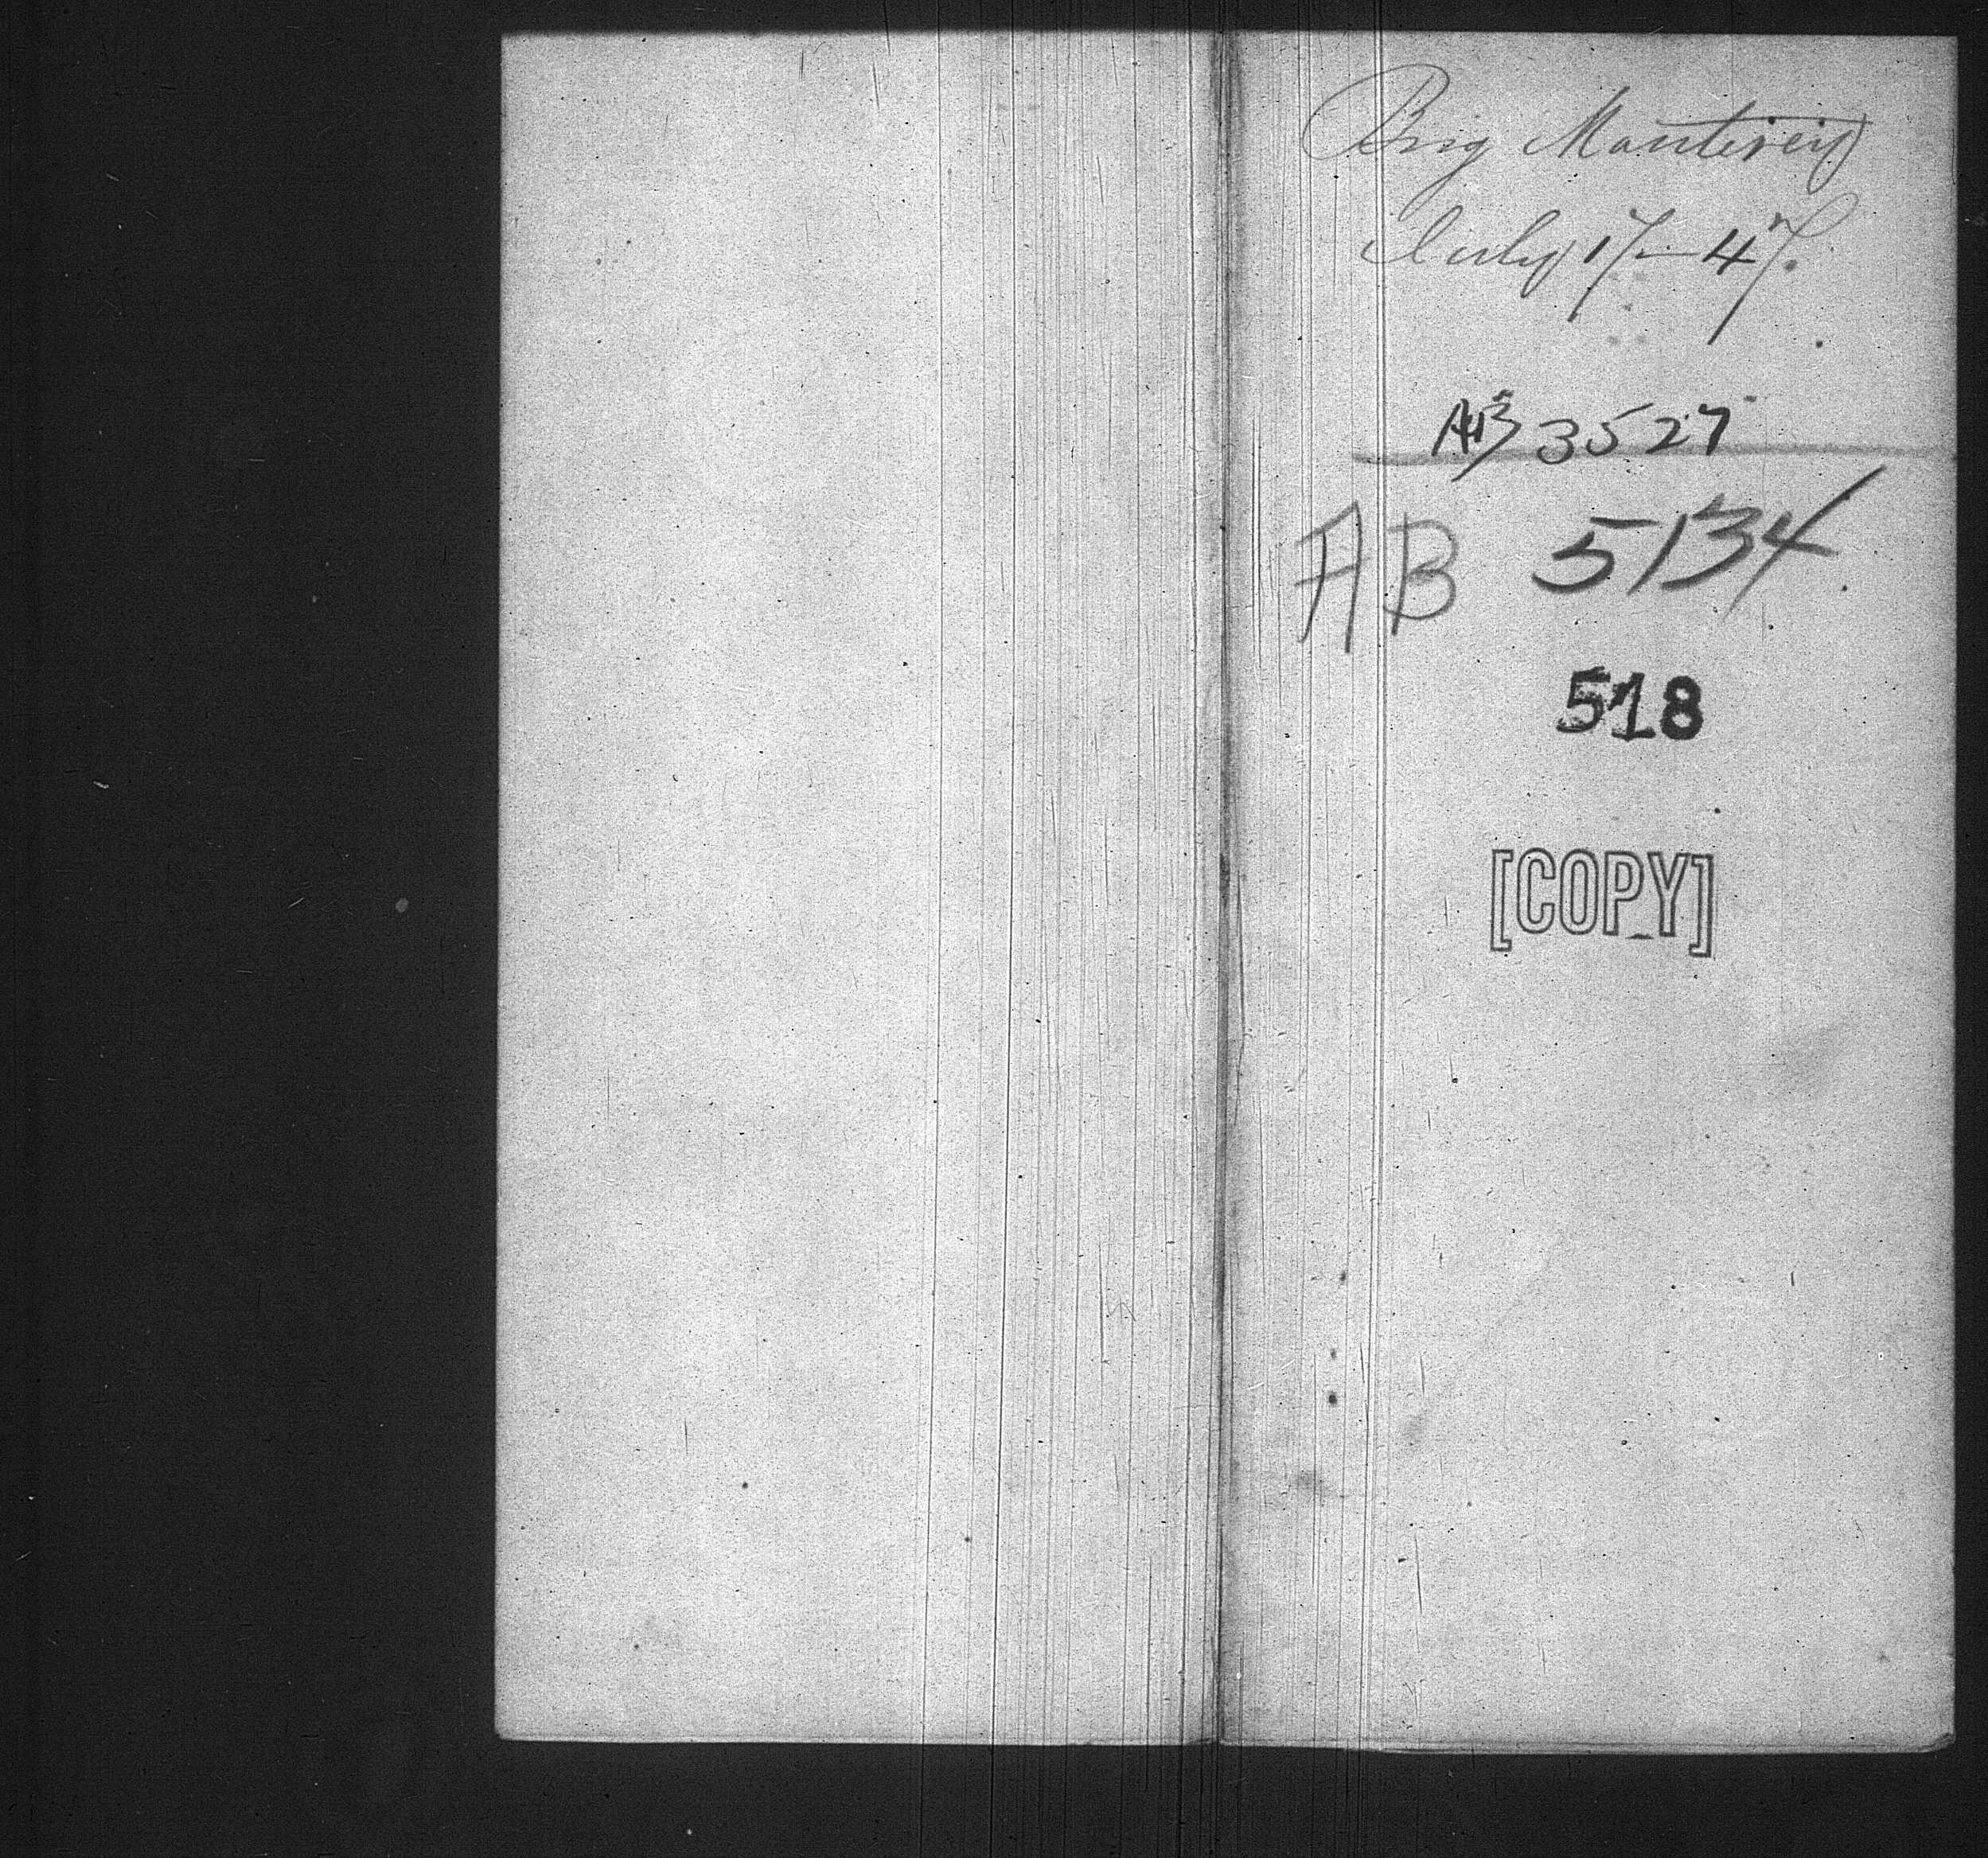 Brig Monterey
July 17–47.
AB 3527
AB 5134
518
[COPY]